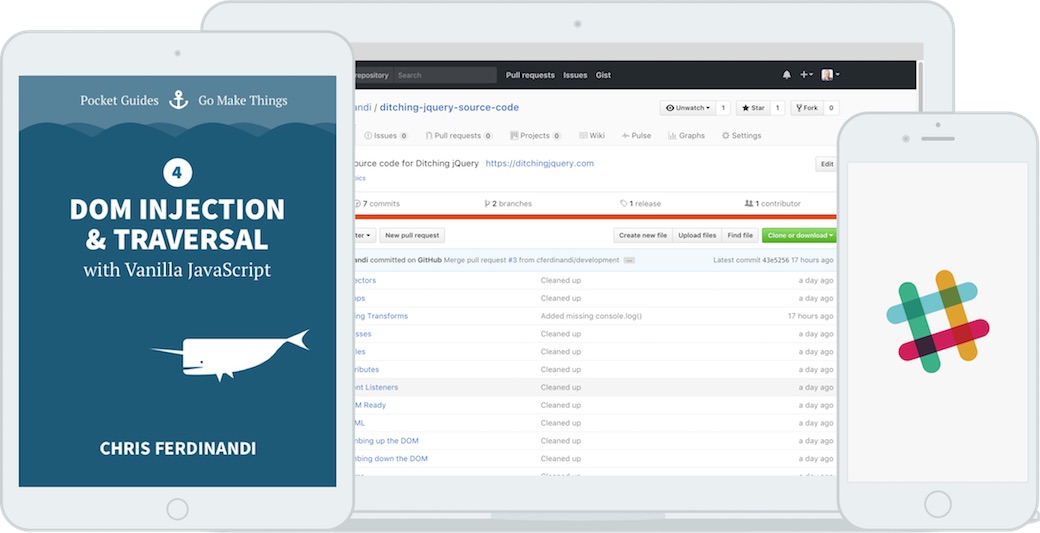 Pocket Guides Go Make Things
4
DOM INJECTION
& TRAVERSAL
with Vanilla JavaScript
CHRIS FERDINANDI
repository Search Pull requests Issues Gist
andi / ditching-jquery-source-code Unwatch 1 Star 1 Fork 0
Issues 0 Pull requests 0 Projects 0 Wiki Pulse Graphs Settings
ource code for Ditching jQuery https://ditchingjquery.com Edit
ics
7 commits 2 branches 1 release 1 contributor
ter New pull request Create new file Upload files Find file Clone or download
andi committed on GitHub Merge pull request #3 from cferdinandi/development ... Latest commit 43e5256 17 hours ago
ectors Cleaned up a day ago
ps Cleaned up a day ago
ng Transforms Added missing console.log() 17 hours ago
sses Cleaned up a day ago
les Cleaned up a day ago
ributes Cleaned up a day ago
ent Listeners Cleaned up a day ago
M Ready Cleaned up a day ago
ML Cleaned up a day ago
mbing up the DOM Cleaned up a day ago
mbing down the DOM Cleaned up a day ago